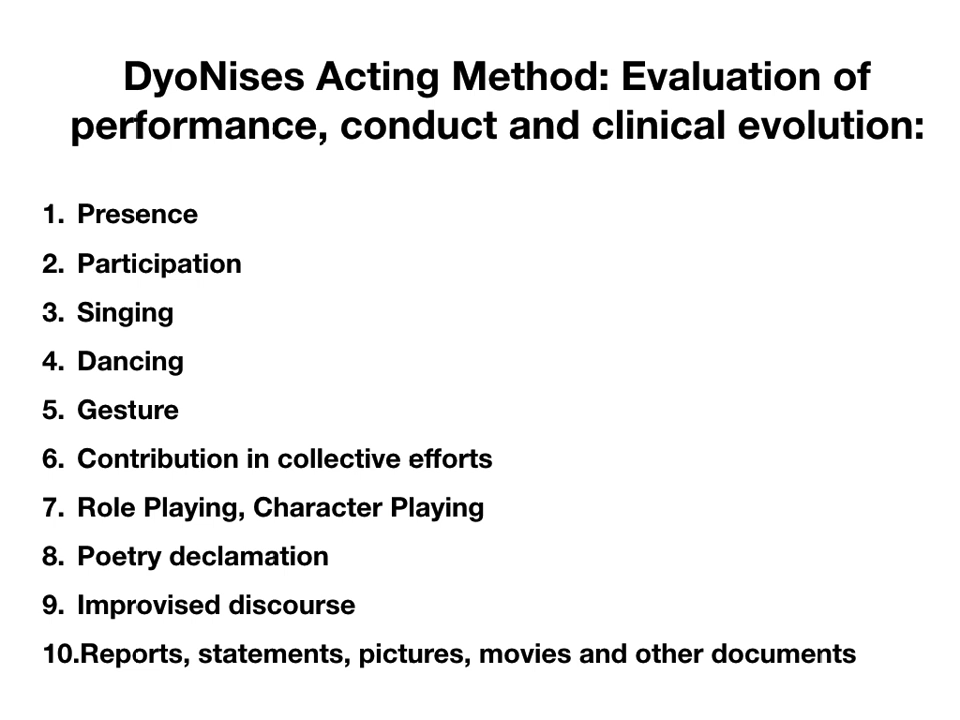 DyoNises Acting Method: Evaluation of
performance, conduct and clinical evolution:
1. Presence
2. Participation
3. Singing
4. Dancing
5. Gesture
6. Contribution in collective efforts
7. Role Playing, Character Playing
8. Poetry declamation
9. Improvised discourse
10.Reports, statements, pictures, movies and other documents